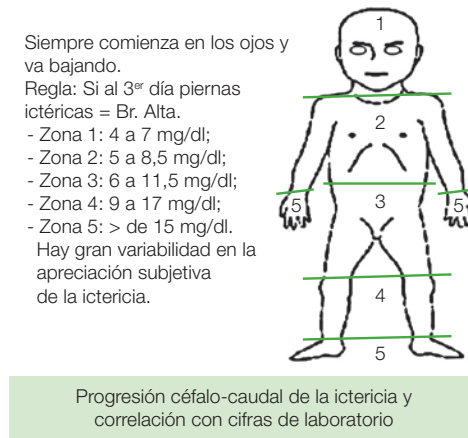 Siempre comienza en los ojos y
va bajando.
Regla: Si al 3er día piernas
ictéricas = Br. Alta.
- Zona 1: 4 a 7 mg/dl;
- Zona 2: 5 a 8,5 mg/dl;
- Zona 3: 6 a 11,5 mg/dl;
- Zona 4: 9 a 17 mg/dl;
- Zona 5: > de 15 mg/dl.
Hay gran variabilidad en la
apreciación subjetiva
de la ictericia.
1
2
5
5
3
4
5
Progresión céfalo-caudal de la ictericia y
correlación con cifras de laboratorio